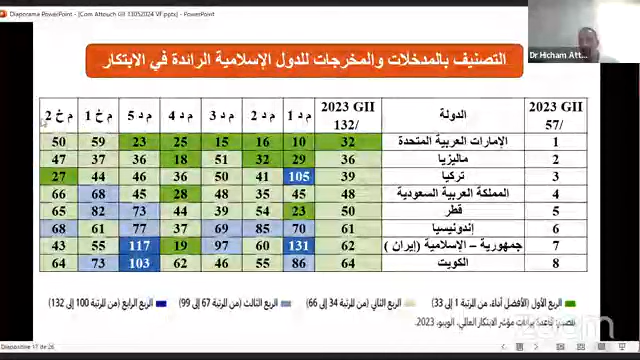 Diaporama PowerPoint - [Com Attouch GII 13052024 VF.pptx] - PowerPoint
Dr Hicham Att...
التصنيف بالمدخلات والمخرجات للدول الإسلامية الرائدة في الابتكار
2023 GII 57/ الدولة 2023 GII 132/ م د 1 م د 2 م د 3 م د 4 م د 5 م خ 1 م خ 2
1 الإمارات العربية المتحدة 32 10 16 15 25 23 59 50
2 ماليزيا 36 29 32 51 18 36 37 47
3 تركيا 39 105 41 50 36 46 44 27
4 المملكة العربية السعودية 48 45 35 48 28 45 68 66
5 قطر 50 23 54 39 44 73 82 65
6 إندونيسيا 61 70 85 69 37 77 61 68
7 جمهورية – الإسلامية (إيران ) 62 131 60 97 19 117 55 43
8 الكويت 64 86 55 46 62 103 73 64
الربع الأول (الأفضل أداء، من المرتبة 1 إلى 33) الربع الثاني (من المرتبة 34 إلى 66) الربع الثالث (من المرتبة 67 إلى 99) الربع الرابع (من المرتبة 100 إلى 132)
بيانات مؤشر الابتكار العالمي، الويبو، 2023.
zoom
Diapositive 17 de 26